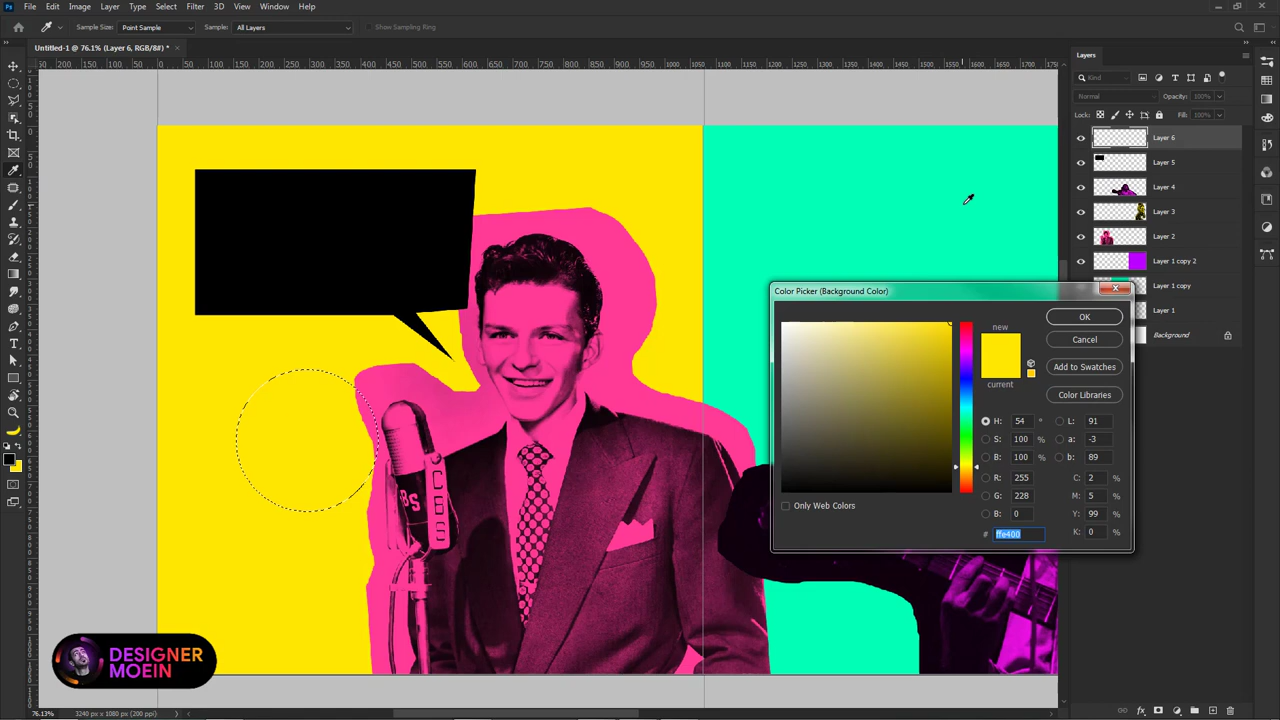 Ps File Edit Image Layer Type Select Filter 3D View Window Help
Sample Size: Point Sample Sample: All Layers Show Sampling Ring
Untitled-1 @ 76.1% (Layer 6, RGB/8#) * ×
Layers
Kind
Normal Opacity: 100%
Lock: Fill: 100%
Layer 6
Layer 5
Layer 4
Layer 3
Layer 2
Layer 1 copy 2
Layer 1 copy
Layer 1
Background
Color Picker (Background Color)
new
current
OK
Cancel
Add to Swatches
Color Libraries
H: 54 ° L: 91
S: 100 % a: -3
B: 100 % b: 89
R: 255 C: 2 %
G: 228 M: 5 %
B: 0 Y: 99 %
# ffe400 K: 0 %
Only Web Colors
CBS
BS
DESIGNER
MOEIN
76.13% 3240 px x 1080 px (200 ppi)